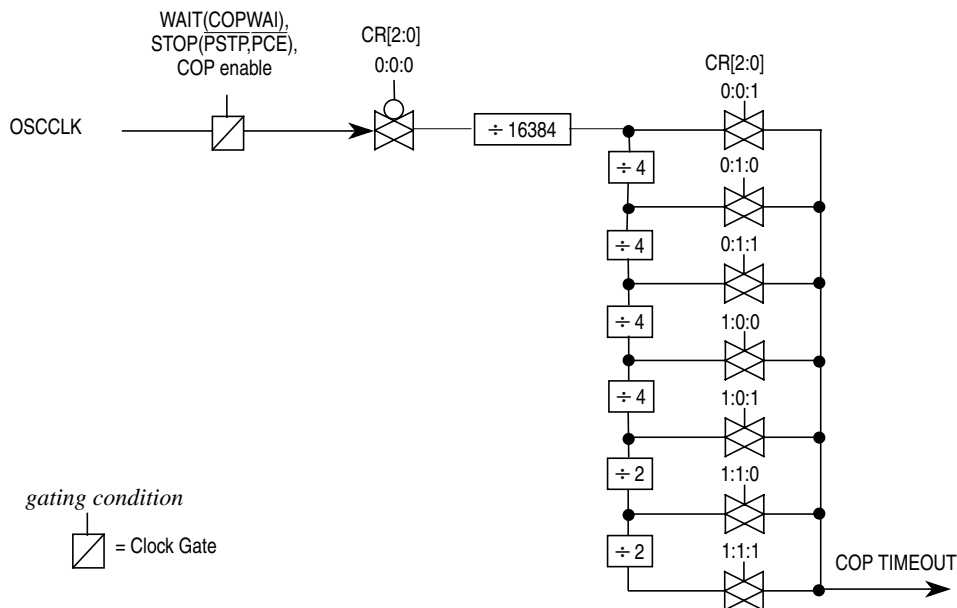 WAIT(COPWAI),
STOP(PSTP,PCE),
COP enable
CR[2:0]
0:0:0
CR[2:0]
0:0:1
OSCCLK
÷ 16384
÷ 4
0:1:0
÷ 4
0:1:1
÷ 4
1:0:0
÷ 4
1:0:1
÷ 2
1:1:0
÷ 2
1:1:1
gating condition
= Clock Gate
COP TIMEOUT